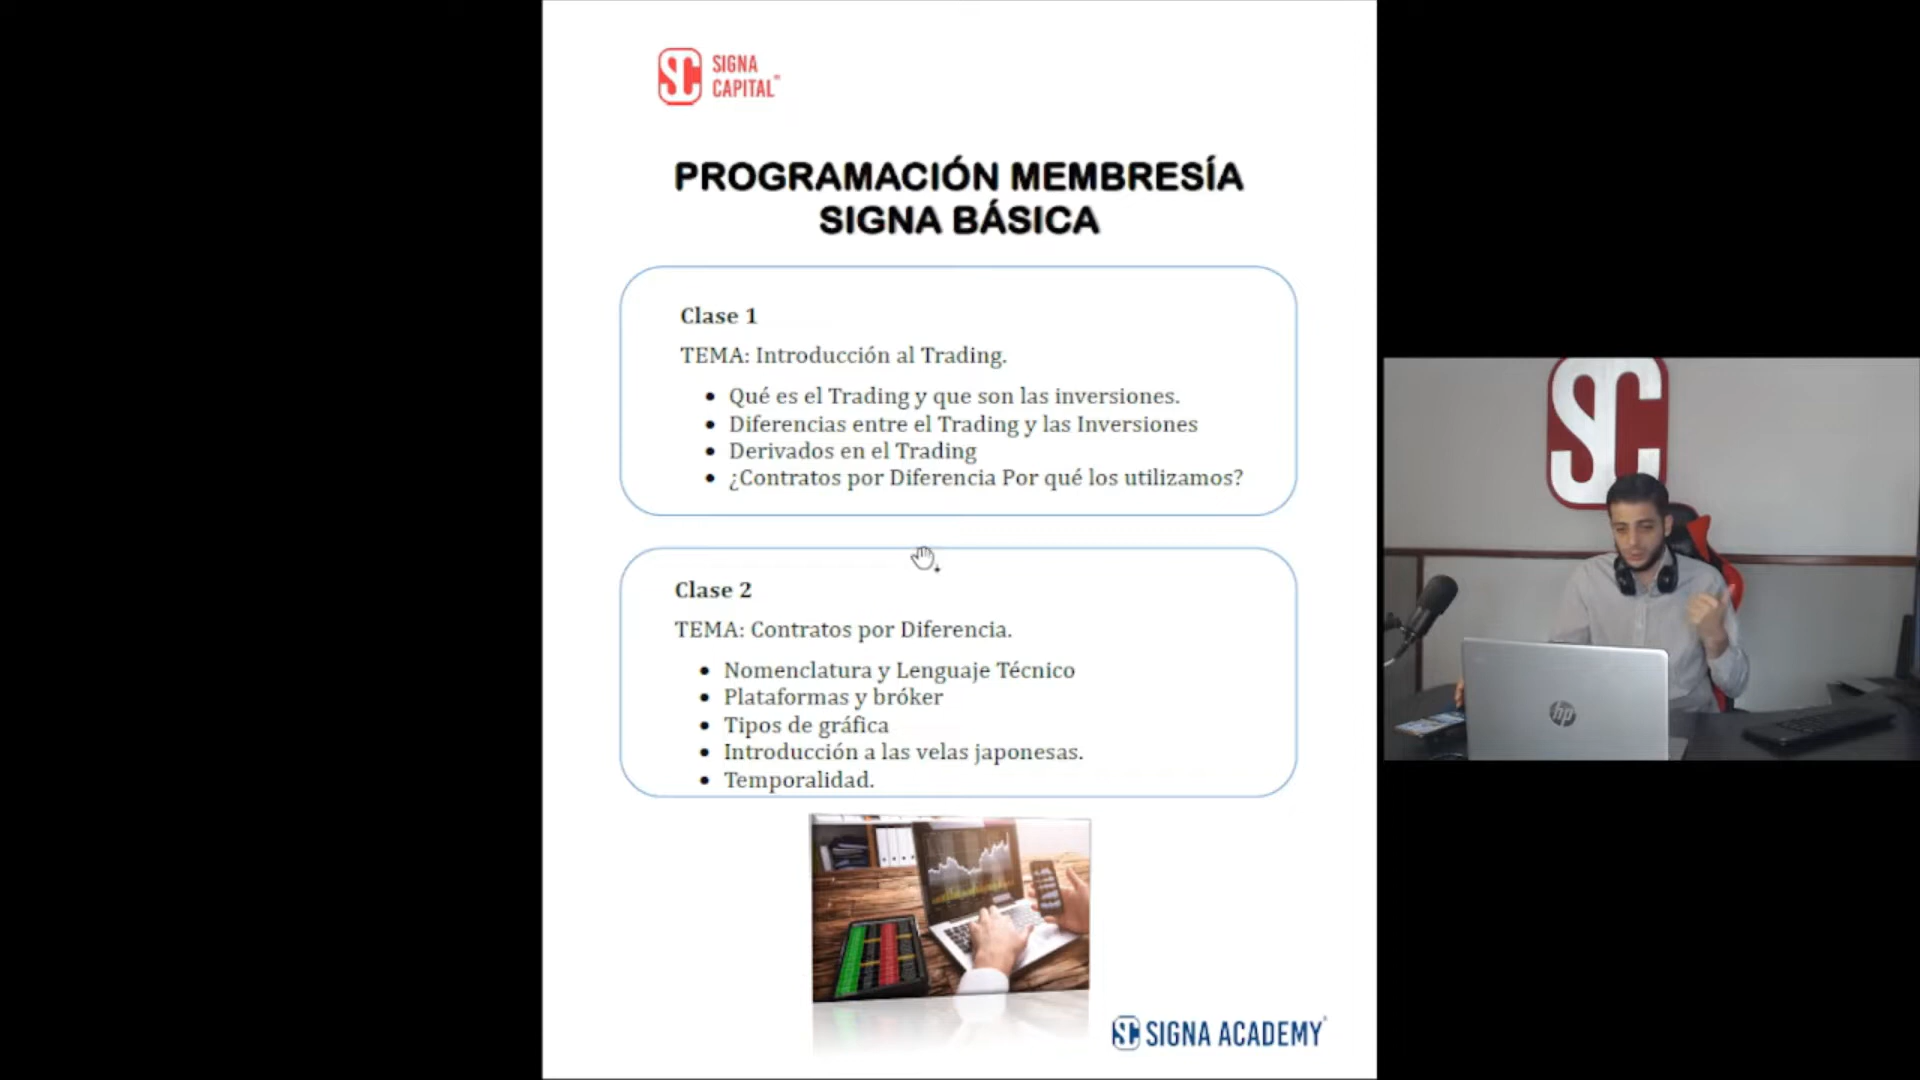 SIGNA
CAPITAL
PROGRAMACIÓN MEMBRESÍA
SIGNA BÁSICA
Clase 1
TEMA: Introducción al Trading.
• Qué es el Trading y que son las inversiones.
• Diferencias entre el Trading y las Inversiones
• Derivados en el Trading
• ¿Contratos por Diferencia Por qué los utilizamos?
Clase 2
TEMA: Contratos por Diferencia.
• Nomenclatura y Lenguaje Técnico
• Plataformas y bróker
• Tipos de gráfica
• Introducción a las velas japonesas.
• Temporalidad.
SC SIGNA ACADEMY
SC
hp